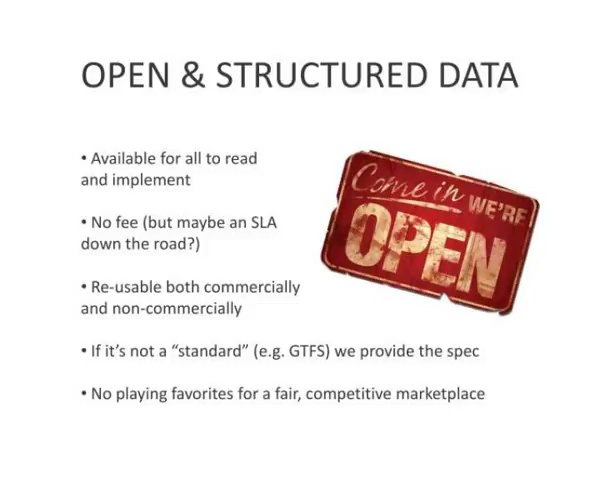 OPEN & STRUCTURED DATA
• Available for all to read
and implement
• No fee (but maybe an SLA
down the road?)
• Re-usable both commercially
and non-commercially
• If it’s not a “standard” (e.g. GTFS) we provide the spec
• No playing favorites for a fair, competitive marketplace
Come in WE'RE
OPEN